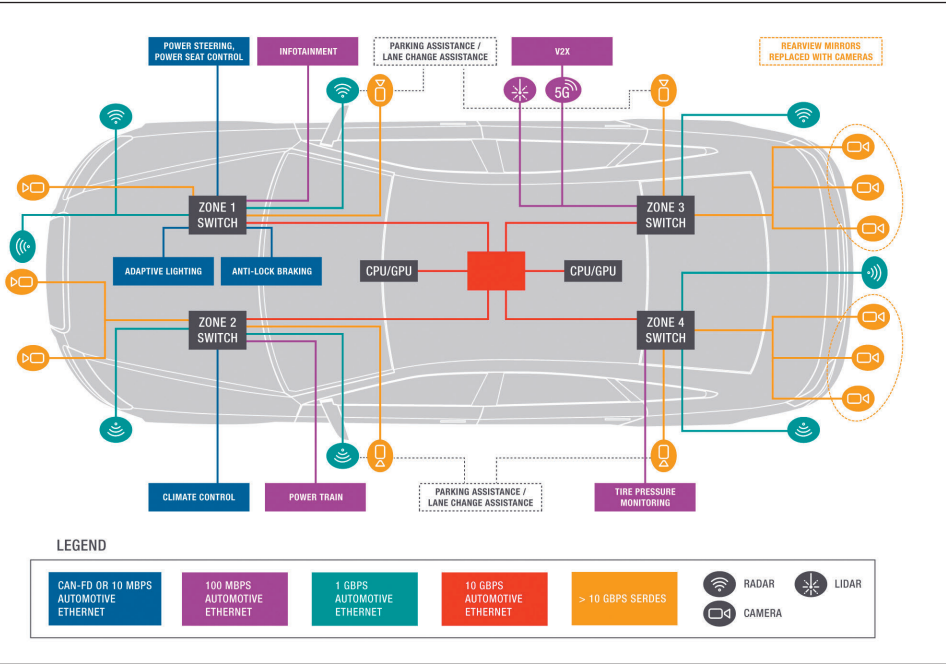 POWER STEERING,
POWER SEAT CONTROL
INFOTAINMENT
PARKING ASSISTANCE /
LANE CHANGE ASSISTANCE
V2X
REARVIEW MIRRORS
REPLACED WITH CAMERAS
5G
ZONE 1
SWITCH
ZONE 3
SWITCH
ADAPTIVE LIGHTING
ANTI-LOCK BRAKING
CPU/GPU
CPU/GPU
ZONE 2
SWITCH
ZONE 4
SWITCH
CLIMATE CONTROL
POWER TRAIN
PARKING ASSISTANCE /
LANE CHANGE ASSISTANCE
TIRE PRESSURE
MONITORING
LEGEND
CAN-FD OR 10 MBPS
AUTOMOTIVE
ETHERNET
100 MBPS
AUTOMOTIVE
ETHERNET
1 GBPS
AUTOMOTIVE
ETHERNET
10 GBPS
AUTOMOTIVE
ETHERNET
> 10 GBPS SERDES
RADAR
LIDAR
CAMERA